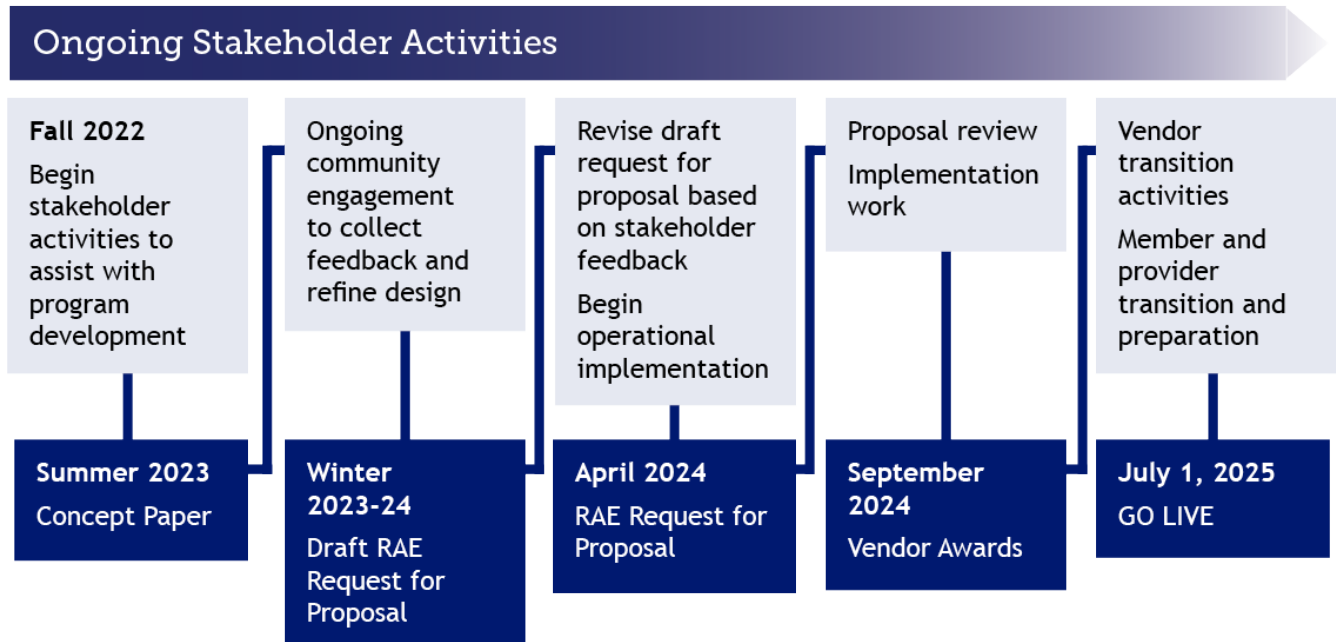 Ongoing Stakeholder Activities
Fall 2022
Begin
stakeholder
activities to
assist with
program
development
Summer 2023
Concept Paper
Ongoing
community
engagement
to collect
feedback and
refine design
Winter
2023-24
Draft RAE
Request for
Proposal
Revise draft
request for
proposal based
on stakeholder
feedback
Begin
operational
implementation
April 2024
RAE Request for
Proposal
Proposal review
Implementation
work
September
2024
Vendor Awards
Vendor
transition
activities
Member and
provider
transition and
preparation
July 1, 2025
GO LIVE